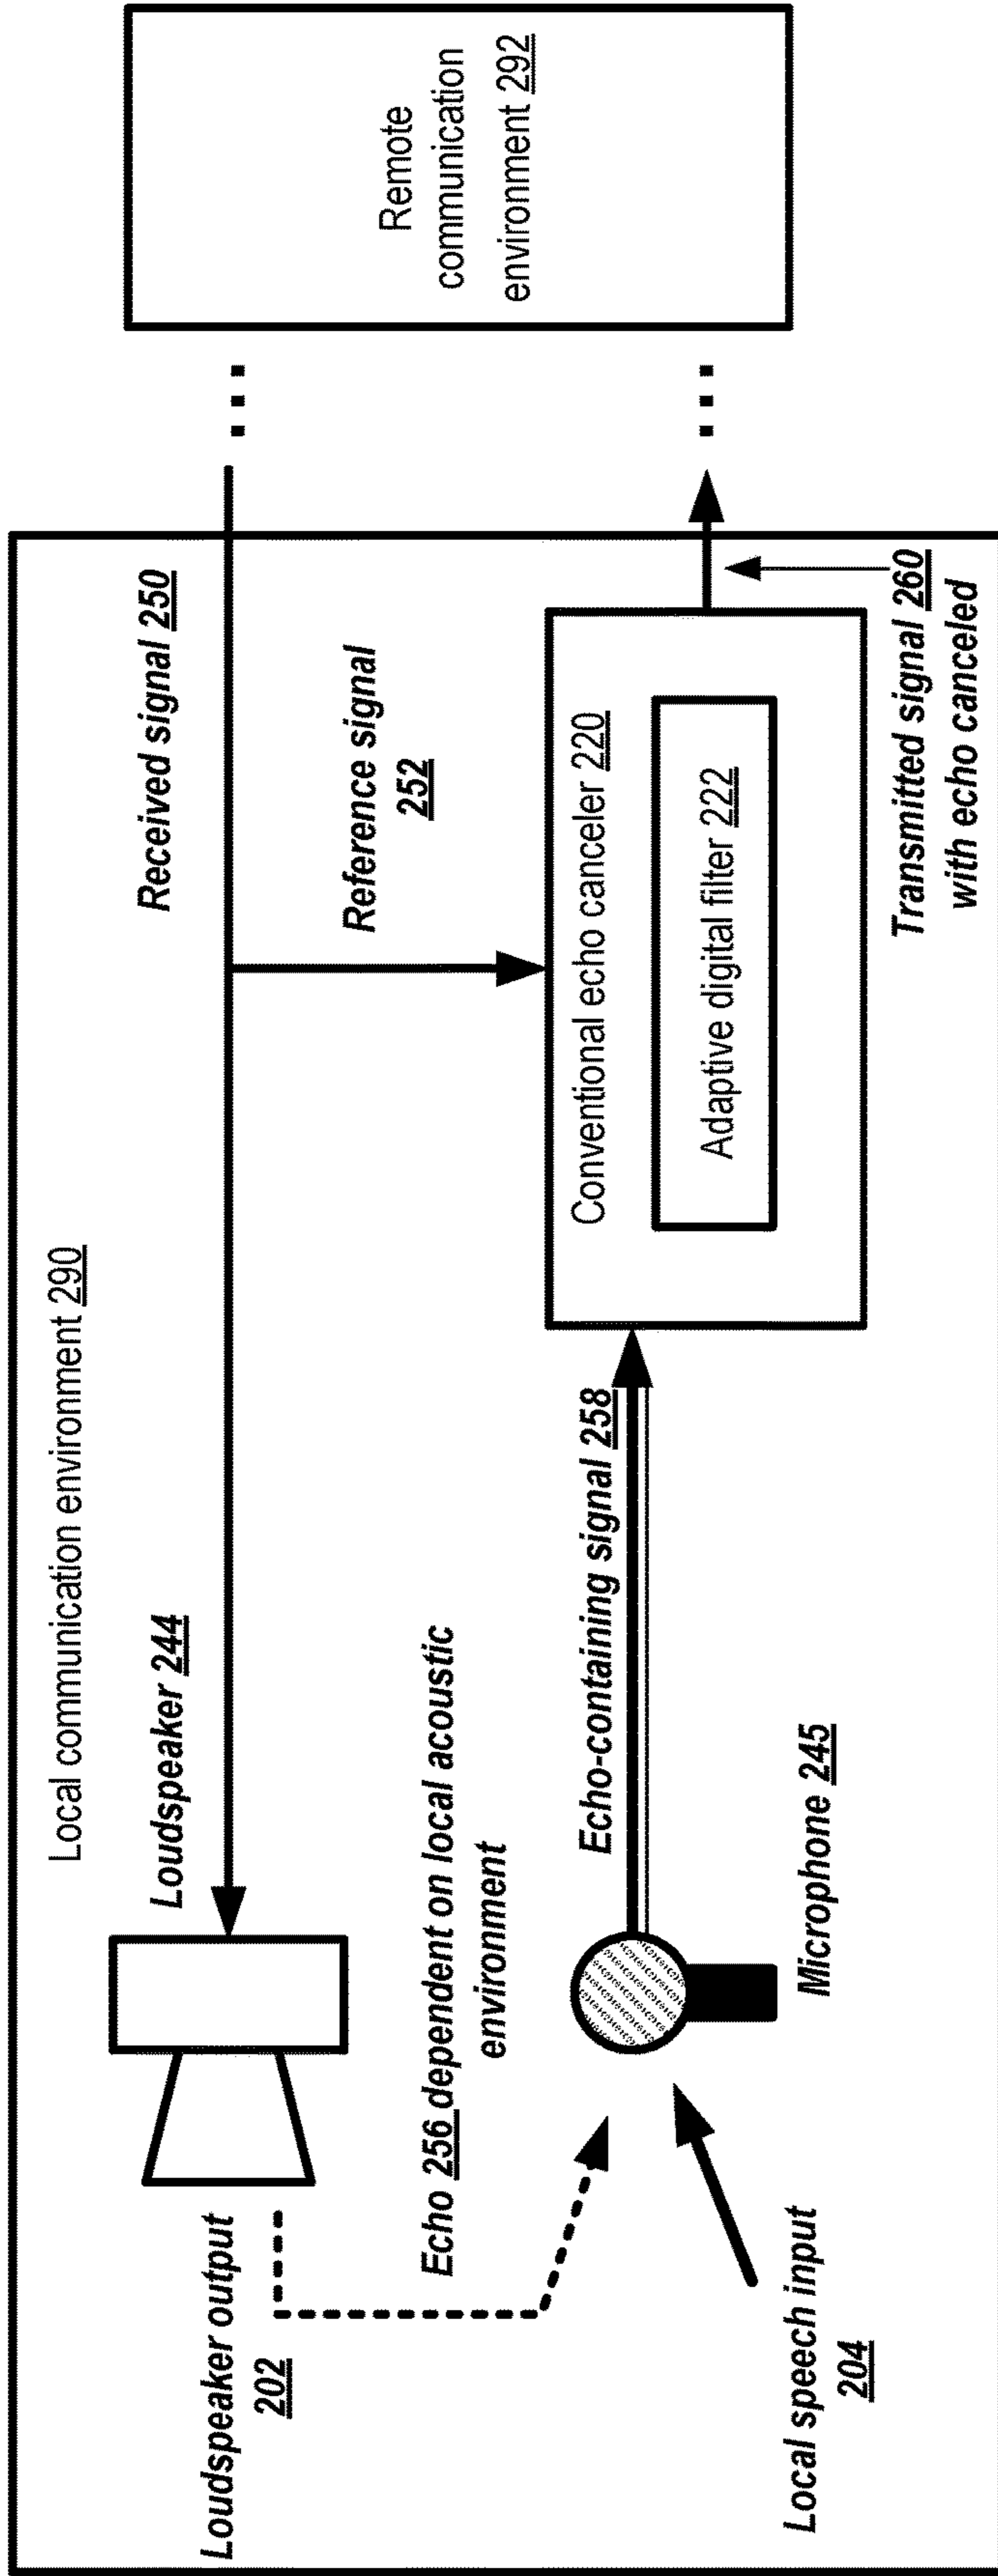 Local communication environment 290
Remote
communication
environment 292
Loudspeaker output
202
Loudspeaker 244
Received signal 250
Reference signal
252
Echo 256 dependent on local acoustic
environment
Echo-containing signal 258
Conventional echo canceler 220
Adaptive digital filter 222
Local speech input
204
Microphone 245
Transmitted signal 260
with echo canceled